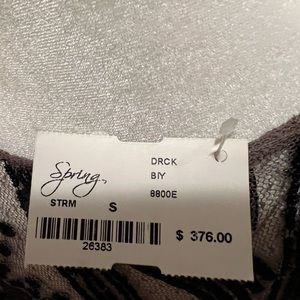 Spring,
DRCK
BIY
8800E
STRM S
26383
$ 376.00